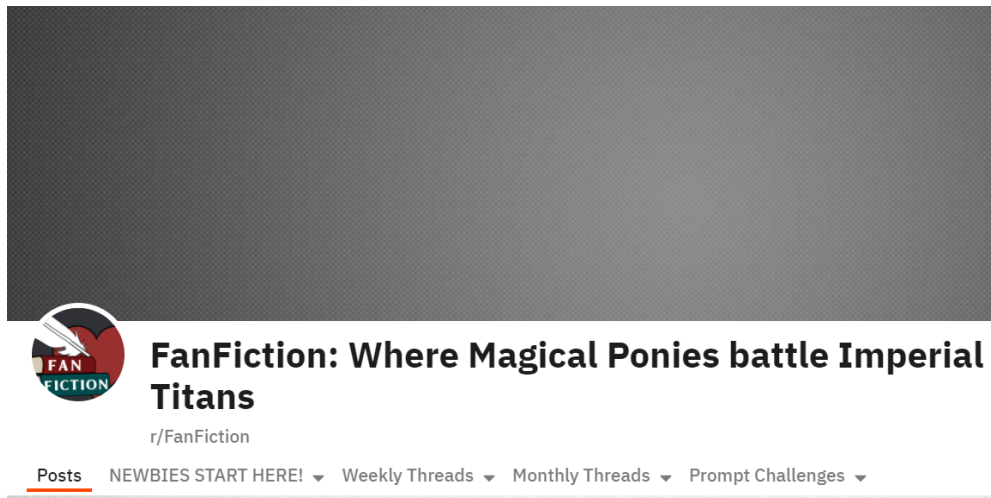 FAN
FICTION
FanFiction: Where Magical Ponies battle Imperial
Titans
r/FanFiction
Posts NEWBIES START HERE! Weekly Threads Monthly Threads Prompt Challenges